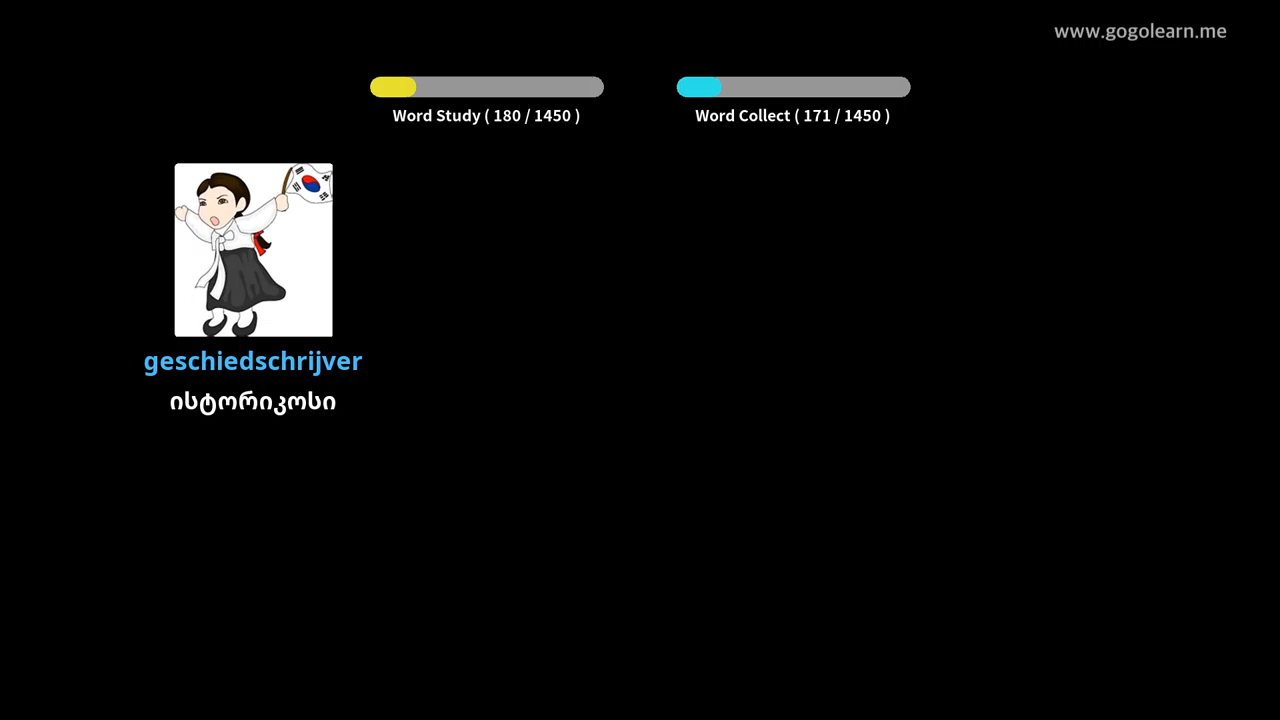 www.gogolearn.me
Word Study ( 180 / 1450 )
Word Collect ( 171 / 1450 )
geschiedschrijver
ისტორიკოსი